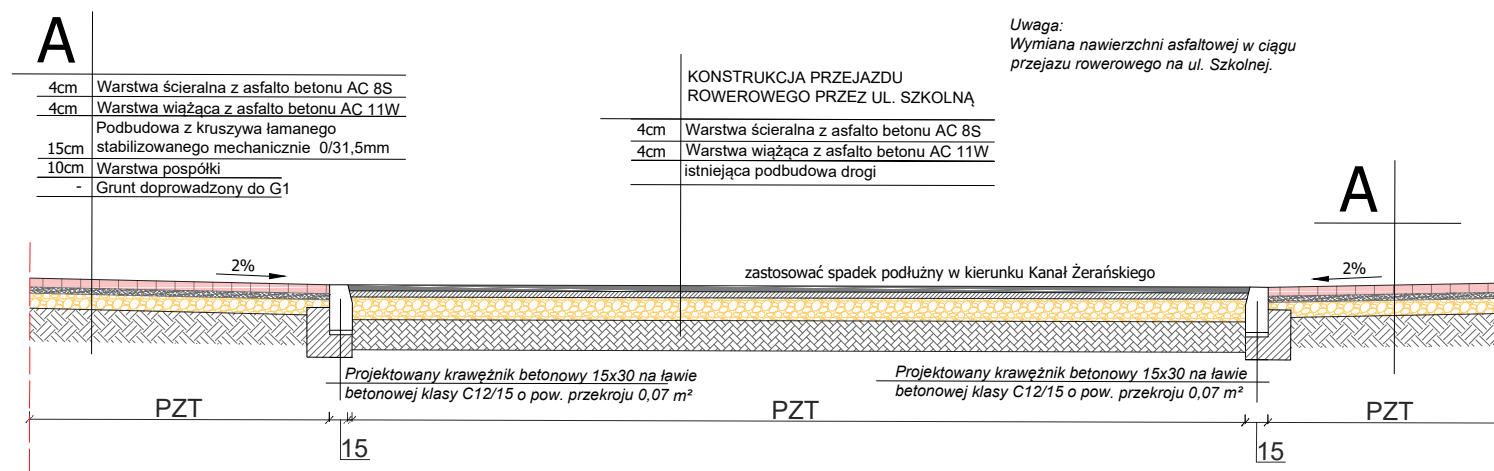 A
4cm Warstwa ścieralna z asfalto betonu AC 8S
4cm Warstwa wiążąca z asfalto betonu AC 11W
Podbudowa z kruszywa łamanego
15cm stabilizowanego mechanicznie 0/31,5mm
10cm Warstwa pospółki
- Grunt doprowadzony do G1
KONSTRUKCJA PRZEJAZDU
ROWEROWEGO PRZEZ UL. SZKOLNĄ
4cm Warstwa ścieralna z asfalto betonu AC 8S
4cm Warstwa wiążąca z asfalto betonu AC 11W
istniejąca podbudowa drogi
Uwaga:
Wymiana nawierzchni asfaltowej w ciągu
przejazu rowerowego na ul. Szkolnej.
A
2%
zastosować spadek podłużny w kierunku Kanał Żerańskiego
2%
Projektowany krawężnik betonowy 15x30 na ławie
betonowej klasy C12/15 o pow. przekroju 0,07 m²
Projektowany krawężnik betonowy 15x30 na ławie
betonowej klasy C12/15 o pow. przekroju 0,07 m²
PZT
PZT
PZT
15
15